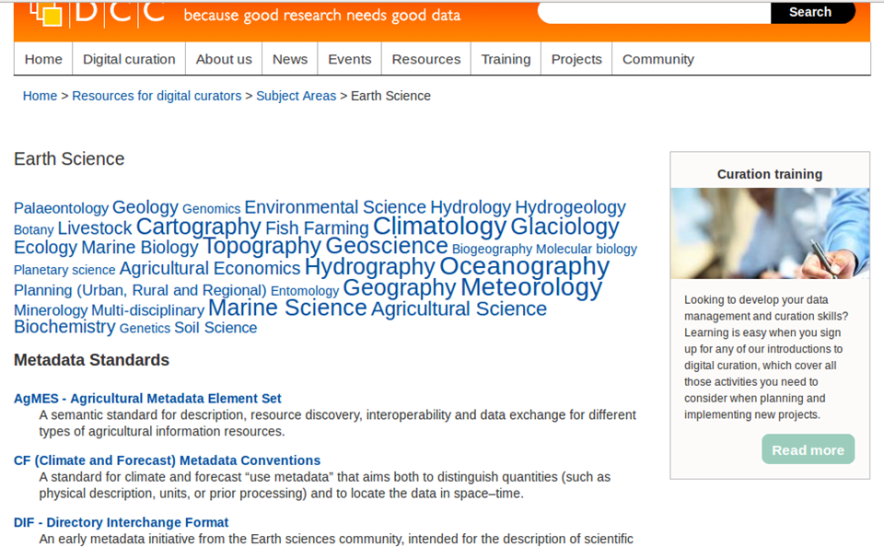 DCC because good research needs good data
Search
Home Digital curation About us News Events Resources Training Projects Community
Home > Resources for digital curators > Subject Areas > Earth Science
Earth Science
Palaeontology Geology Genomics Environmental Science Hydrology Hydrogeology
Botany Livestock Cartography Fish Farming Climatology Glaciology
Ecology Marine Biology Topography Geoscience Biogeography Molecular biology
Planetary science Agricultural Economics Hydrography Oceanography
Planning (Urban, Rural and Regional) Entomology Geography Meteorology
Minerology Multi-disciplinary Marine Science Agricultural Science
Biochemistry Genetics Soil Science
Metadata Standards
AgMES - Agricultural Metadata Element Set
A semantic standard for description, resource discovery, interoperability and data exchange for different
types of agricultural information resources.
CF (Climate and Forecast) Metadata Conventions
A standard for climate and forecast “use metadata” that aims both to distinguish quantities (such as
physical description, units, or prior processing) and to locate the data in space–time.
DIF - Directory Interchange Format
An early metadata initiative from the Earth sciences community, intended for the description of scientific
Curation training
Looking to develop your data
management and curation skills?
Learning is easy when you sign
up for any of our introductions to
digital curation, which cover all
those activities you need to
consider when planning and
implementing new projects.
Read more